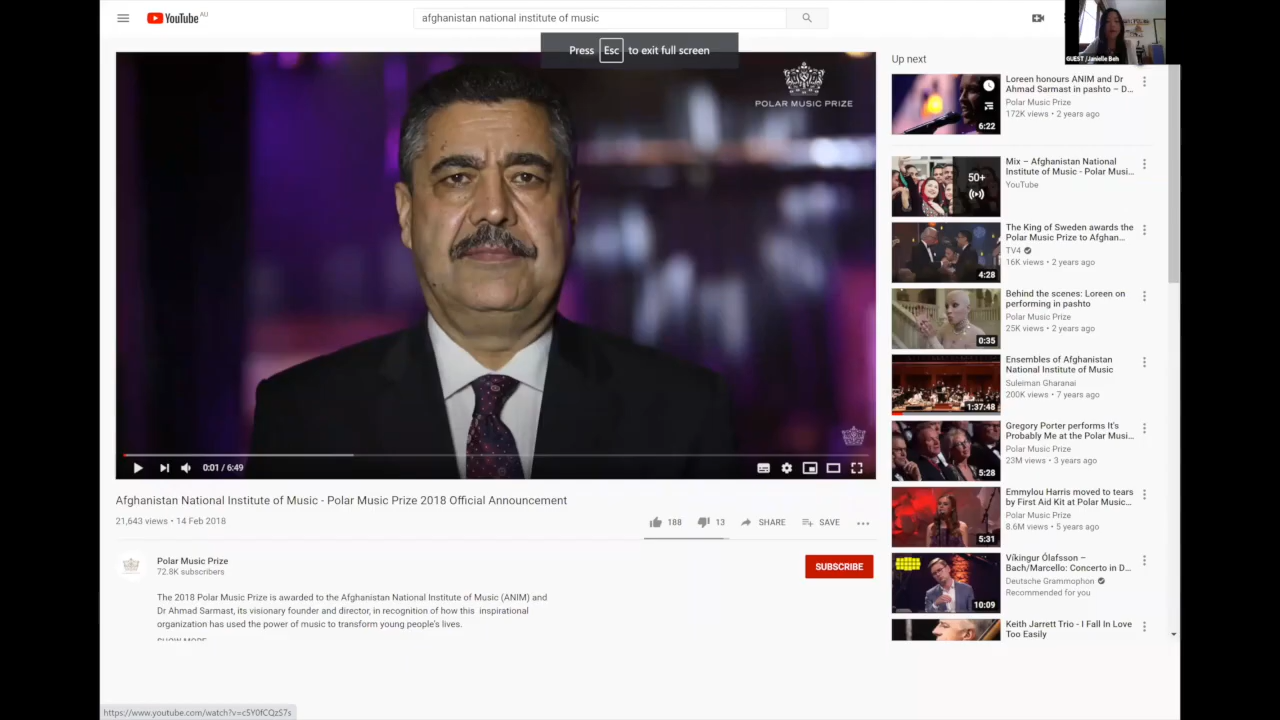 YouTube AU
afghanistan national institute of music
GUEST / Janielle Beh
Press Esc to exit full screen
POLAR MUSIC PRIZE
0:01 / 6:49
Afghanistan National Institute of Music - Polar Music Prize 2018 Official Announcement
21,643 views • 14 Feb 2018
188
13
SHARE
SAVE
Polar Music Prize
72.8K subscribers
SUBSCRIBE
The 2018 Polar Music Prize is awarded to the Afghanistan National Institute of Music (ANIM) and
Dr Ahmad Sarmast, its visionary founder and director, in recognition of how this inspirational
organization has used the power of music to transform young people's lives.
SHOW MORE
Up next
Loreen honours ANIM and Dr
Ahmad Sarmast in pashto – D...
Polar Music Prize
172K views • 2 years ago
6:22
Mix – Afghanistan National
Institute of Music - Polar Musi...
YouTube
50+
The King of Sweden awards the
Polar Music Prize to Afghan...
TV4
16K views • 2 years ago
4:28
Behind the scenes: Loreen on
performing in pashto
Polar Music Prize
25K views • 2 years ago
0:35
Ensembles of Afghanistan
National Institute of Music
Suleiman Gharanai
200K views • 7 years ago
1:37:48
Gregory Porter performs It's
Probably Me at the Polar Musi...
Polar Music Prize
23M views • 3 years ago
5:28
Emmylou Harris moved to tears
by First Aid Kit at Polar Music...
Polar Music Prize
8.6M views • 5 years ago
5:31
Víkingur Ólafsson –
Bach/Marcello: Concerto in D...
Deutsche Grammophon
Recommended for you
10:09
Keith Jarrett Trio - I Fall In Love
Too Easily
https://www.youtube.com/watch?v=c5Y0fCQzS7s